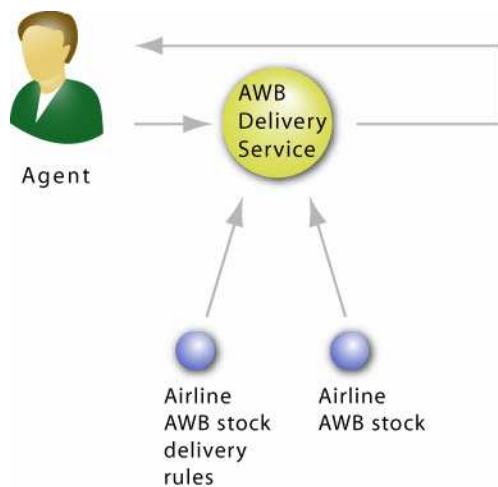 AWB
Delivery
Service
Agent
Airline
AWB stock
delivery
rules
Airline
AWB stock